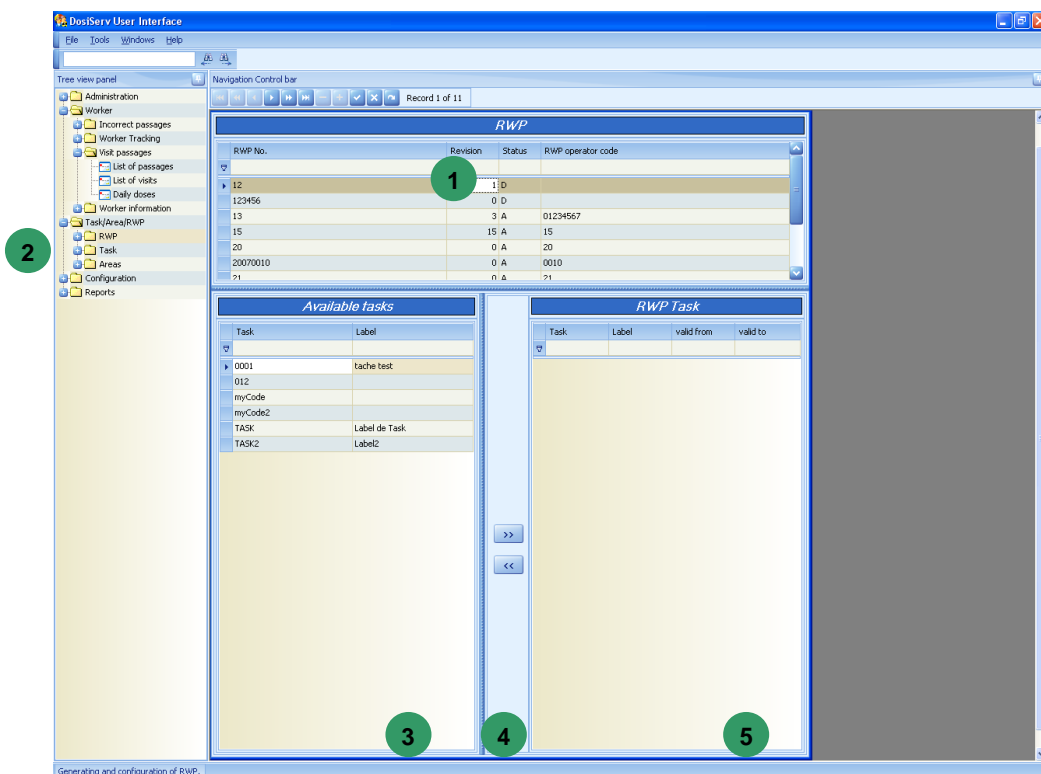 DosiServ User Interface
File Tools Windows Help
Tree view panel
Navigation Control bar
Administration
Worker
Incorrect passages
Worker Tracking
Visit passages
List of passages
List of visits
Daily doses
Worker information
Task/Area/RWP
RWP
Task
Areas
Configuration
Reports
2
Record 1 of 11
RWP
RWP No. Revision Status RWP operator code
1
12 1 D
123456 0 D
13 3 A 01234567
15 15 A 15
20 0 A 20
20070010 0 A 0010
21 0 A 21
Available tasks
Task Label
0001 tache test
012
myCode
myCode2
TASK Label de Task
TASK2 Label2
3
>>
<<
4
RWP Task
Task Label valid from valid to
5
Generating and configuration of RWP.